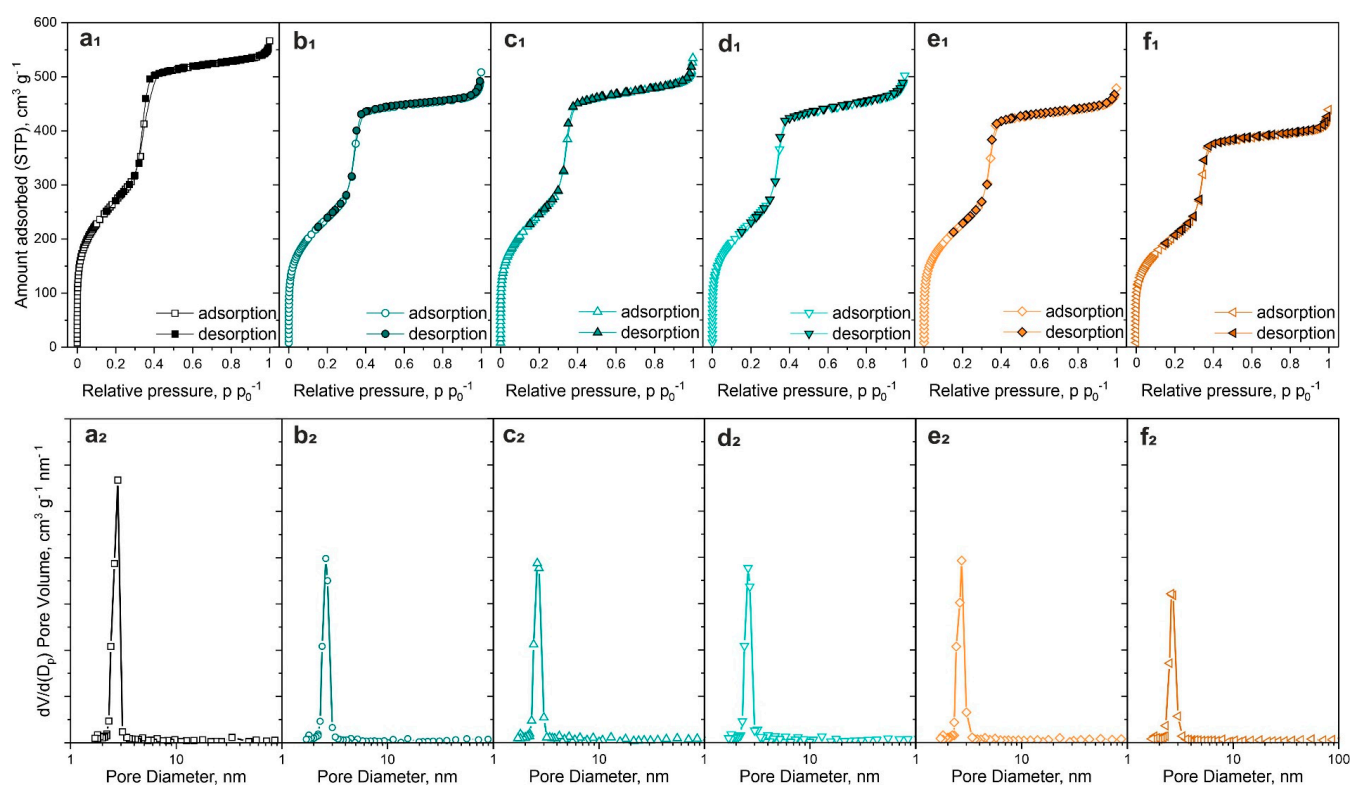 a₁
b₁
c₁
d₁
e₁
f₁
Amount adsorbed (STP), cm³ g⁻¹
600
500
400
300
200
100
0
adsorption
desorption
adsorption
desorption
adsorption
desorption
adsorption
desorption
adsorption
desorption
adsorption
desorption
0 0.2 0.4 0.6 0.8 1
0 0.2 0.4 0.6 0.8 1
0 0.2 0.4 0.6 0.8 1
0 0.2 0.4 0.6 0.8 1
0 0.2 0.4 0.6 0.8 1
0 0.2 0.4 0.6 0.8 1
Relative pressure, p p₀⁻¹
Relative pressure, p p₀⁻¹
Relative pressure, p p₀⁻¹
Relative pressure, p p₀⁻¹
Relative pressure, p p₀⁻¹
Relative pressure, p p₀⁻¹
a₂
b₂
c₂
d₂
e₂
f₂
dV/d(Dₚ) Pore Volume, cm³ g⁻¹ nm⁻¹
1 10
1 10
1 10
1 10
1 10
1 10 100
Pore Diameter, nm
Pore Diameter, nm
Pore Diameter, nm
Pore Diameter, nm
Pore Diameter, nm
Pore Diameter, nm